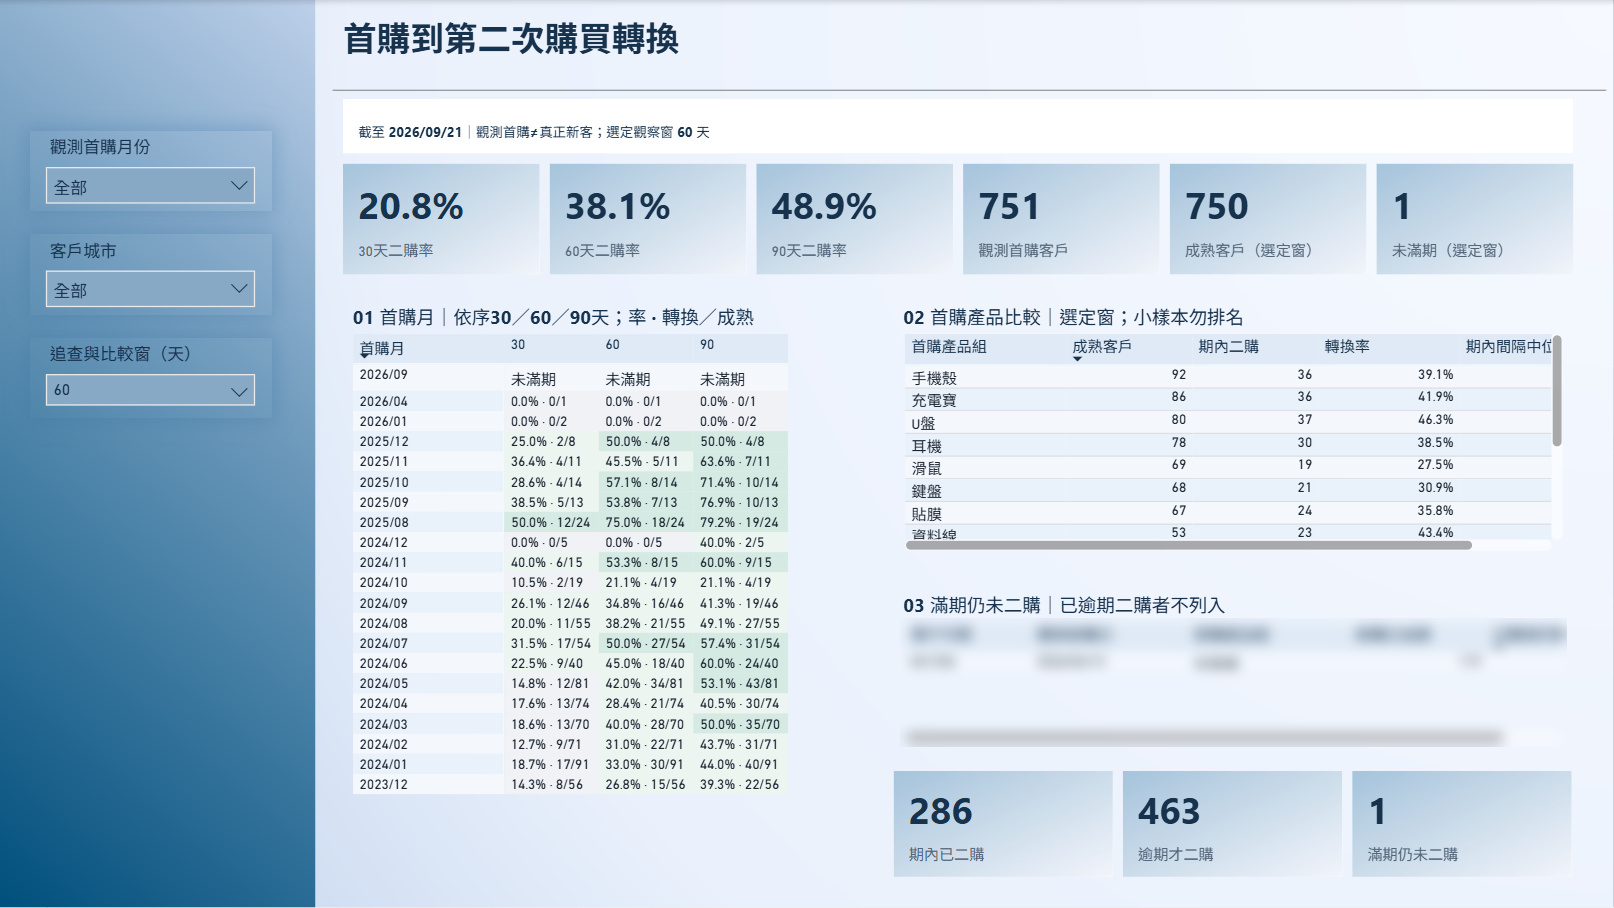 首購到第二次購買轉換
截至 2026/09/21｜觀測首購≠真正新客；選定觀察窗 60 天
觀測首購月份
全部
客戶城市
全部
追查與比較窗（天）
60
20.8%
30天二購率
38.1%
60天二購率
48.9%
90天二購率
751
觀測首購客戶
750
成熟客戶（選定窗）
1
未滿期（選定窗）
01 首購月｜依序30／60／90天；率 · 轉換／成熟
首購月 30 60 90
2026/09 未滿期 未滿期 未滿期
2026/04 0.0% · 0/1 0.0% · 0/1 0.0% · 0/1
2026/01 0.0% · 0/2 0.0% · 0/2 0.0% · 0/2
2025/12 25.0% · 2/8 50.0% · 4/8 50.0% · 4/8
2025/11 36.4% · 4/11 45.5% · 5/11 63.6% · 7/11
2025/10 28.6% · 4/14 57.1% · 8/14 71.4% · 10/14
2025/09 38.5% · 5/13 53.8% · 7/13 76.9% · 10/13
2025/08 50.0% · 12/24 75.0% · 18/24 79.2% · 19/24
2024/12 0.0% · 0/5 0.0% · 0/5 40.0% · 2/5
2024/11 40.0% · 6/15 53.3% · 8/15 60.0% · 9/15
2024/10 10.5% · 2/19 21.1% · 4/19 21.1% · 4/19
2024/09 26.1% · 12/46 34.8% · 16/46 41.3% · 19/46
2024/08 20.0% · 11/55 38.2% · 21/55 49.1% · 27/55
2024/07 31.5% · 17/54 50.0% · 27/54 57.4% · 31/54
2024/06 22.5% · 9/40 45.0% · 18/40 60.0% · 24/40
2024/05 14.8% · 12/81 42.0% · 34/81 53.1% · 43/81
2024/04 17.6% · 13/74 28.4% · 21/74 40.5% · 30/74
2024/03 18.6% · 13/70 40.0% · 28/70 50.0% · 35/70
2024/02 12.7% · 9/71 31.0% · 22/71 43.7% · 31/71
2024/01 18.7% · 17/91 33.0% · 30/91 44.0% · 40/91
2023/12 14.3% · 8/56 26.8% · 15/56 39.3% · 22/56
02 首購產品比較｜選定窗；小樣本勿排名
首購產品組 成熟客戶 期內二購 轉換率 期內間隔中位
手機殼 92 36 39.1%
充電寶 86 36 41.9%
U盤 80 37 46.3%
耳機 78 30 38.5%
滑鼠 69 19 27.5%
鍵盤 68 21 30.9%
貼膜 67 24 35.8%
資料線 53 23 43.4%
03 滿期仍未二購｜已逾期二購者不列入
286
期內已二購
463
逾期才二購
1
滿期仍未二購